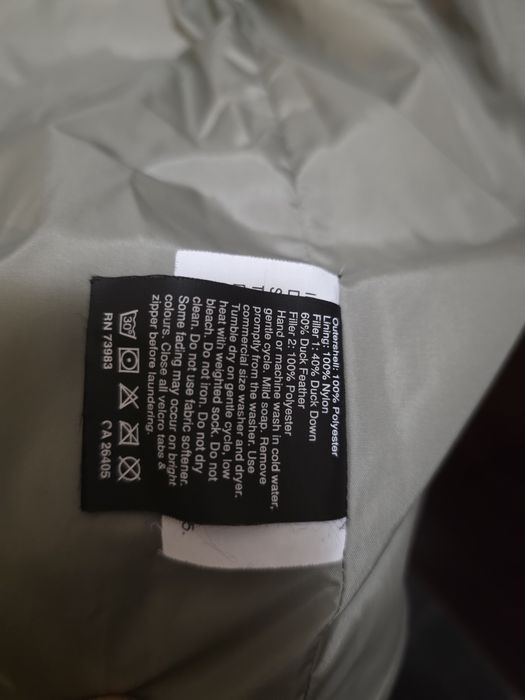 Outershell: 100% Polyester
Lining: 100% Nylon
Filler 1: 40% Duck Down
60% Duck Feather
Filler 2: 100% Polyester
Hand or machine wash in cold water,
gentle cycle. Mild soap. Remove
promptly from the washer. Use
commercial size washer and dryer.
Tumble dry on gentle cycle, low
heat with weighted sock. Do not
bleach. Do not iron. Do not dry
clean. Do not use fabric softener.
Some fading may occur on bright
colours. Close all velcro tabs &
zipper before laundering.
30°
RN 73983 CA 26405